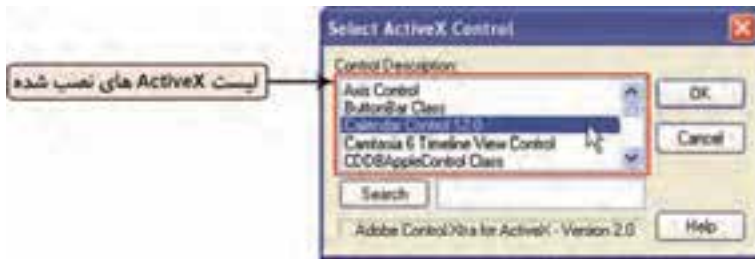 Select ActiveX Control
Control Description:
لیست ActiveX های نصب شده
Axis Control
ButtonBar Class
Calendar Control 12.0
Camtasia 6 Timeline View Control
CDDBAppleControl Class
OK
Cancel
Search
Adobe Control Xtra for ActiveX - Version 2.0
Help